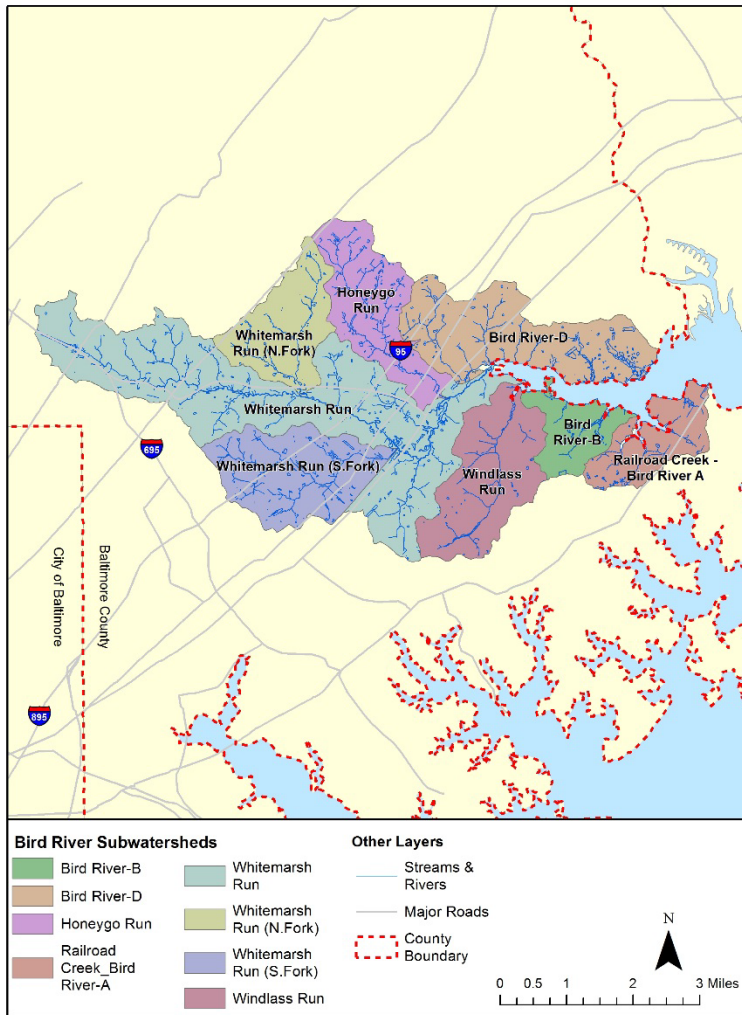 Honeygo
Run
Whitemarsh
Run (N.Fork)
95
Bird River-D
Whitemarsh Run
Bird
River-B
695
Whitemarsh Run (S.Fork)
Windlass
Run
Railroad Creek -
Bird River A
City of Baltimore
Baltimore County
895
Bird River Subwatersheds
Bird River-B
Bird River-D
Honeygo Run
Railroad
Creek_Bird
River-A
Whitemarsh
Run
Whitemarsh
Run (N.Fork)
Whitemarsh
Run (S.Fork)
Windlass Run
Other Layers
Streams &
Rivers
Major Roads
County
Boundary
N
0 0.5 1 2 3 Miles